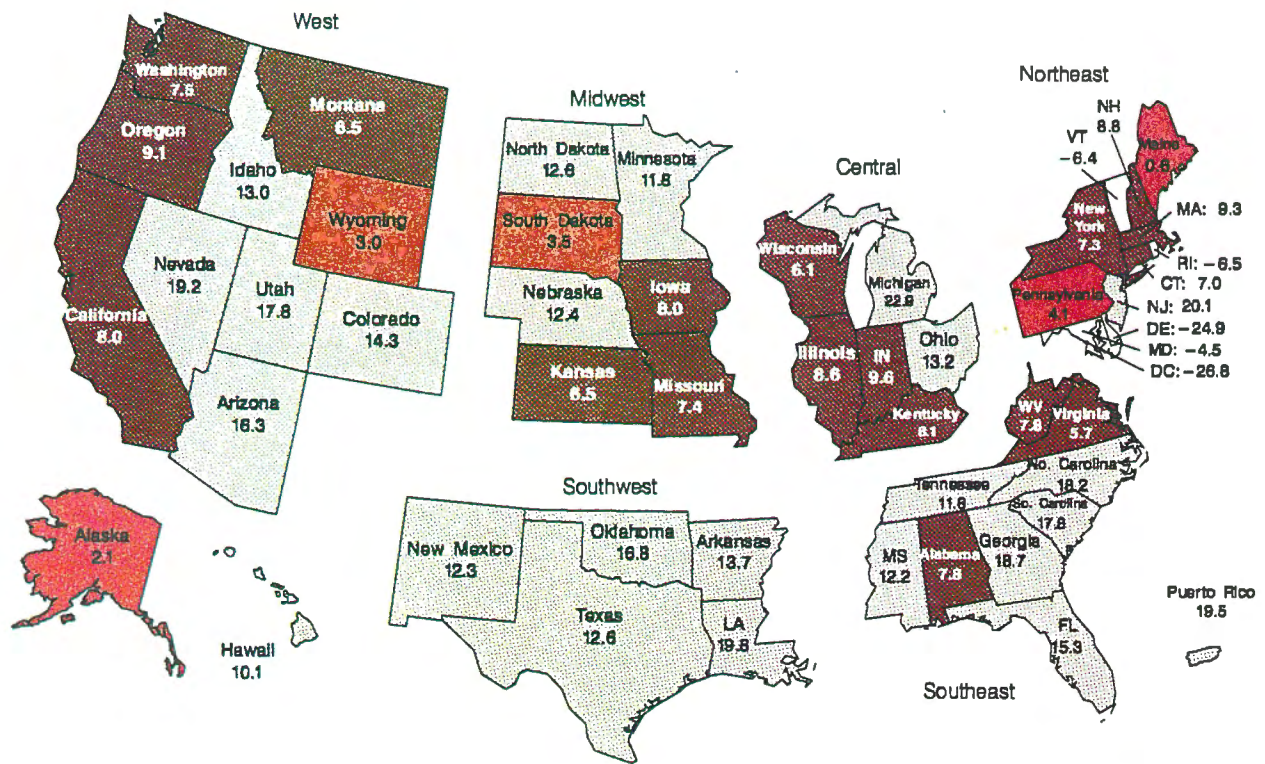 West
Washington
7.5
Montana
6.5
Oregon
9.1
Idaho
13.0
Wyoming
3.0
Nevada
19.2
Utah
17.8
California
8.0
Colorado
14.3
Arizona
16.3
Alaska
2.1
Hawaii
10.1
Midwest
North Dakota
12.6
Minnesota
11.8
South Dakota
3.5
Nebraska
12.4
Iowa
8.0
Kansas
6.5
Missouri
7.4
Southwest
New Mexico
12.3
Oklahoma
16.8
Arkansas
13.7
Texas
12.6
LA
19.8
Central
Wisconsin
6.1
Michigan
22.9
Illinois
8.6
IN
9.6
Ohio
13.2
Kentucky
Northeast
NH
8.8
VT
-6.4
Maine
New
York
7.3
MA: 9.3
RI: -6.5
CT: 7.0
Pennsylvania
4.1
NJ: 20.1
DE: -24.9
MD: -4.5
DC: -26.8
WV
7.8
Virginia
5.7
No. Carolina
18.2
Tennessee
11.8
So. Carolina
17.8
MS
12.2
Alabama
7.8
Georgia
18.7
FL
15.3
Southeast
Puerto Rico
19.5